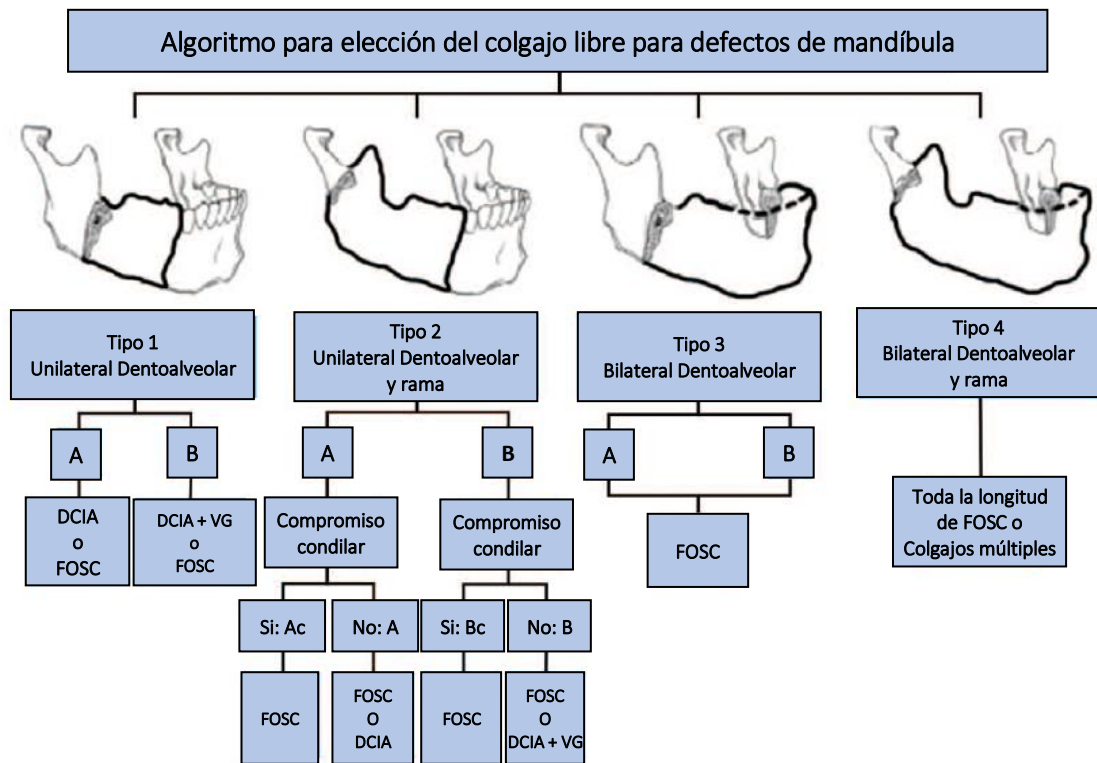 Algoritmo para elección del colgajo libre para defectos de mandíbula
Tipo 1
Unilateral Dentoalveolar
Tipo 2
Unilateral Dentoalveolar
y rama
Tipo 3
Bilateral Dentoalveolar
Tipo 4
Bilateral Dentoalveolar
y rama
A
B
A
B
A
B
DCIA
o
FOSC
DCIA + VG
o
FOSC
Compromiso
condilar
Compromiso
condilar
FOSC
Toda la longitud
de FOSC o
Colgajos múltiples
Si: Ac
No: A
Si: Bc
No: B
FOSC
FOSC
O
DCIA
FOSC
FOSC
O
DCIA + VG